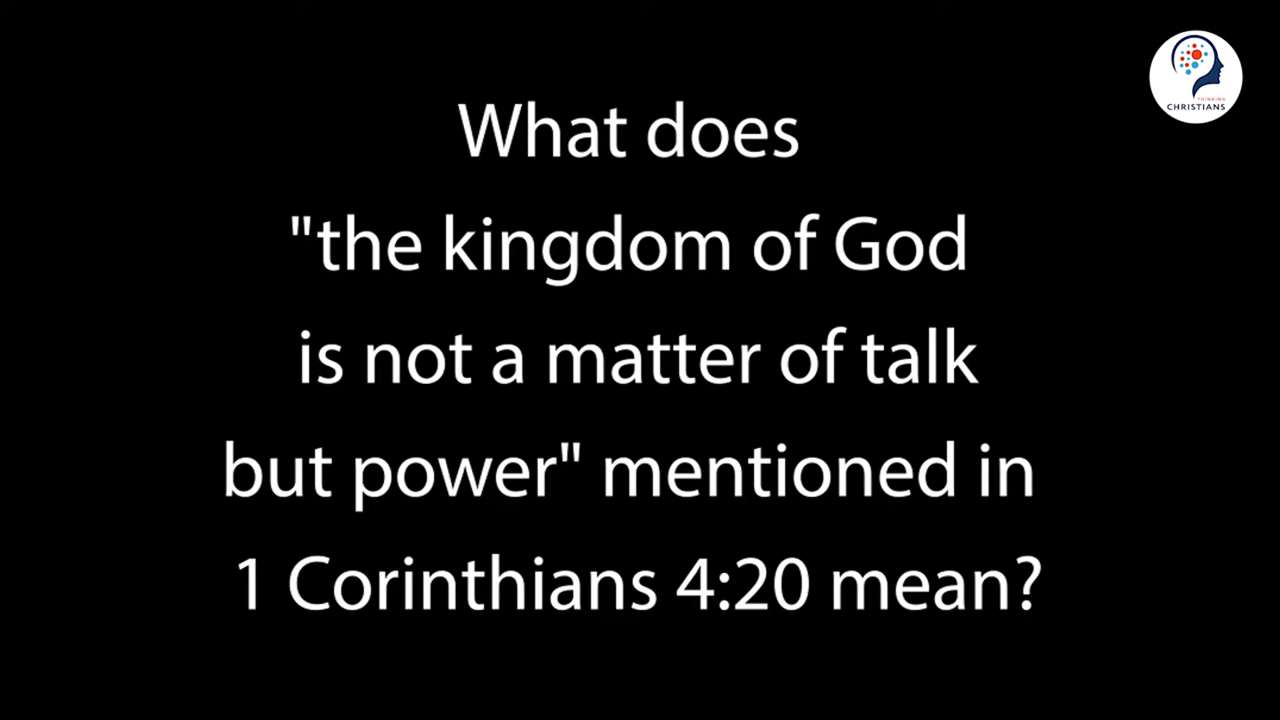 THINKING
CHRISTIANS
What does
"the kingdom of God
is not a matter of talk
but power" mentioned in
1 Corinthians 4:20 mean?